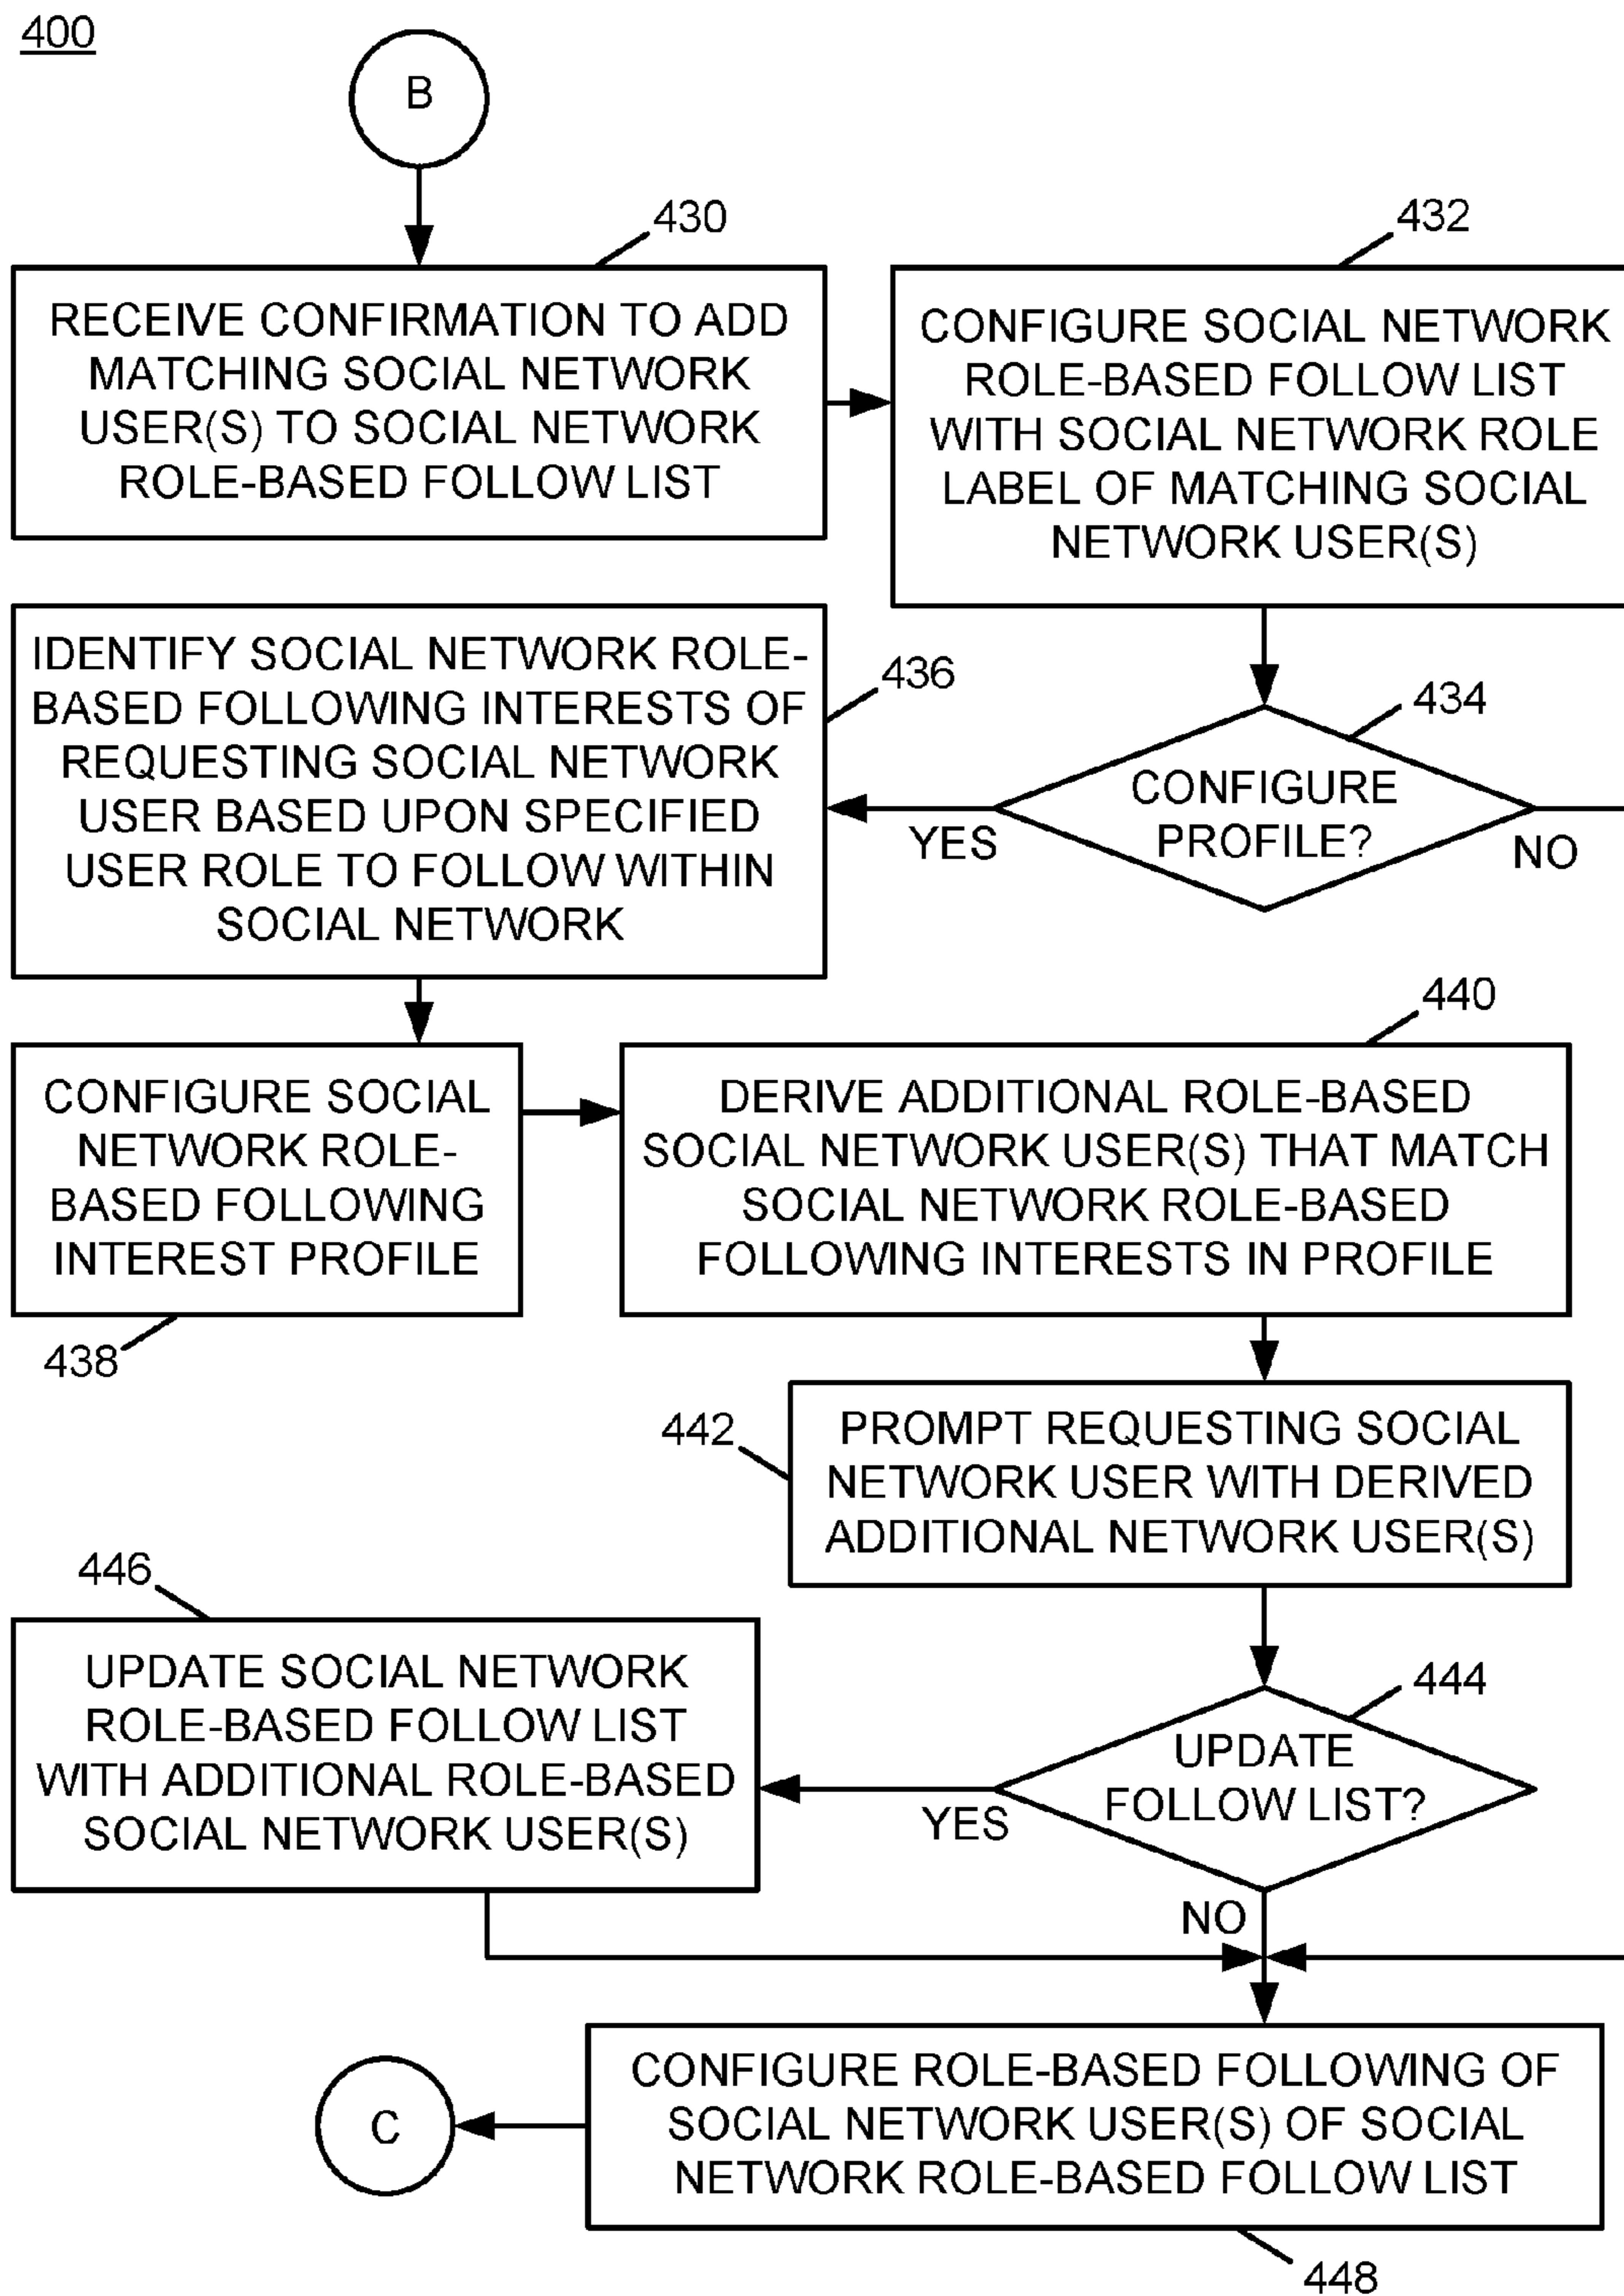 400
B
430
RECEIVE CONFIRMATION TO ADD
MATCHING SOCIAL NETWORK
USER(S) TO SOCIAL NETWORK
ROLE-BASED FOLLOW LIST
432
CONFIGURE SOCIAL NETWORK
ROLE-BASED FOLLOW LIST
WITH SOCIAL NETWORK ROLE
LABEL OF MATCHING SOCIAL
NETWORK USER(S)
434
CONFIGURE
PROFILE?
YES
NO
436
IDENTIFY SOCIAL NETWORK ROLE-
BASED FOLLOWING INTERESTS OF
REQUESTING SOCIAL NETWORK
USER BASED UPON SPECIFIED
USER ROLE TO FOLLOW WITHIN
SOCIAL NETWORK
CONFIGURE SOCIAL
NETWORK ROLE-
BASED FOLLOWING
INTEREST PROFILE
438
440
DERIVE ADDITIONAL ROLE-BASED
SOCIAL NETWORK USER(S) THAT MATCH
SOCIAL NETWORK ROLE-BASED
FOLLOWING INTERESTS IN PROFILE
442
PROMPT REQUESTING SOCIAL
NETWORK USER WITH DERIVED
ADDITIONAL NETWORK USER(S)
444
UPDATE
FOLLOW LIST?
YES
NO
446
UPDATE SOCIAL NETWORK
ROLE-BASED FOLLOW LIST
WITH ADDITIONAL ROLE-BASED
SOCIAL NETWORK USER(S)
CONFIGURE ROLE-BASED FOLLOWING OF
SOCIAL NETWORK USER(S) OF SOCIAL
NETWORK ROLE-BASED FOLLOW LIST
448
C